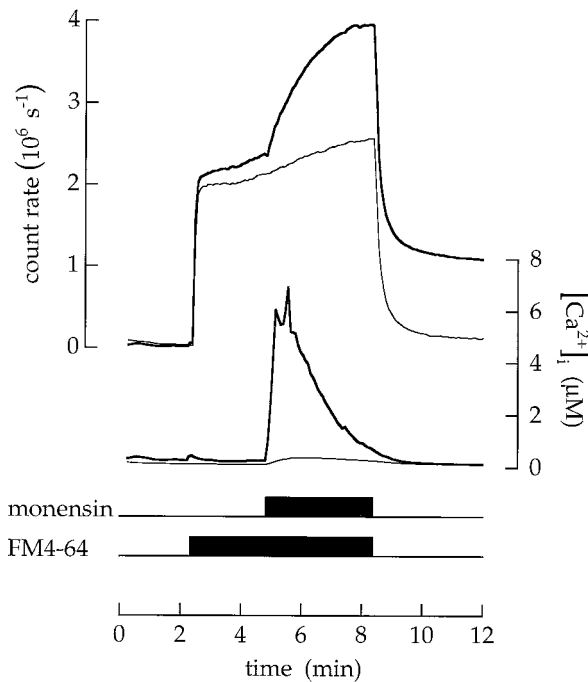 count rate (10⁶ s⁻¹)
4
3
2
1
0
[Ca²⁺]ᵢ (µM)
8
6
4
2
0
monensin
FM4-64
0 2 4 6 8 10 12
time (min)